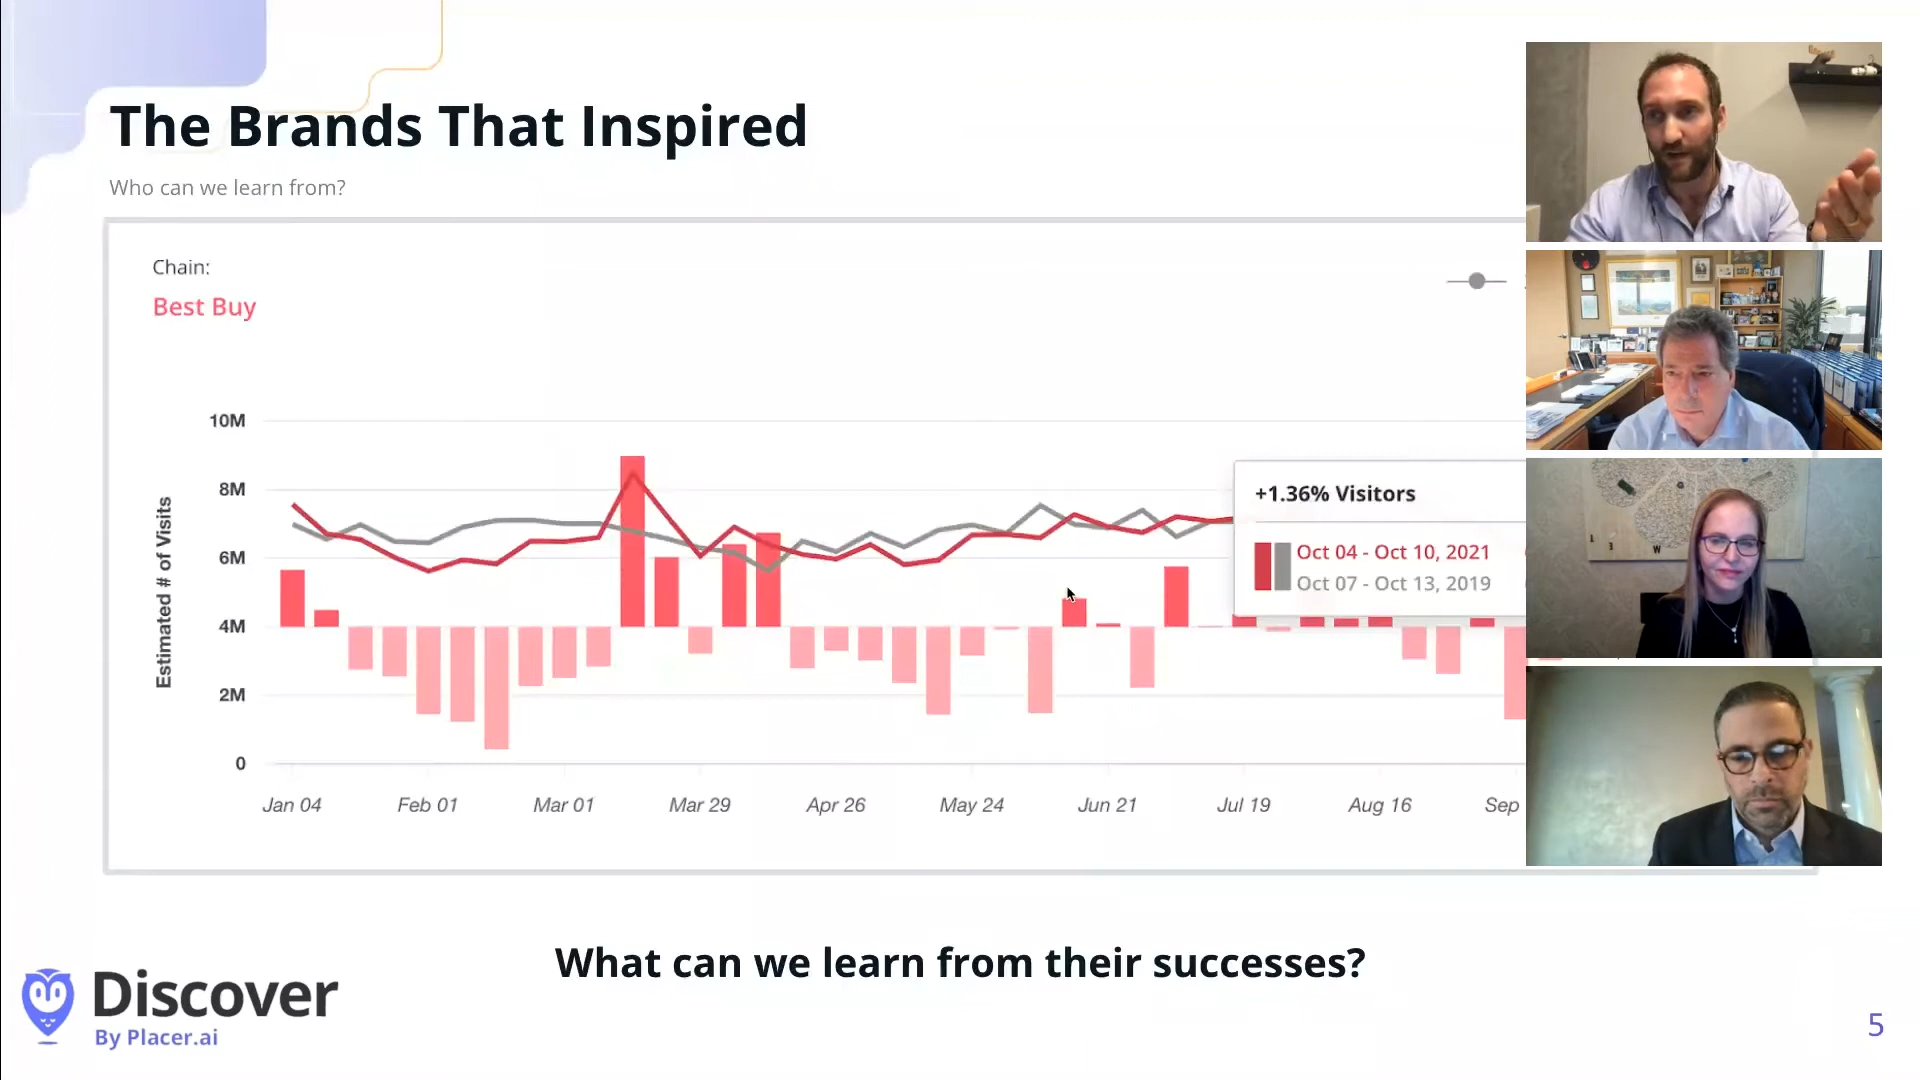 The Brands That Inspired
Who can we learn from?
Chain:
Best Buy
10M
8M
6M
4M
2M
0
Estimated # of Visits
+1.36% Visitors
Oct 04 - Oct 10, 2021
Oct 07 - Oct 13, 2019
Jan 04 Feb 01 Mar 01 Mar 29 Apr 26 May 24 Jun 21 Jul 19 Aug 16 Sep
What can we learn from their successes?
Discover
By Placer.ai
5